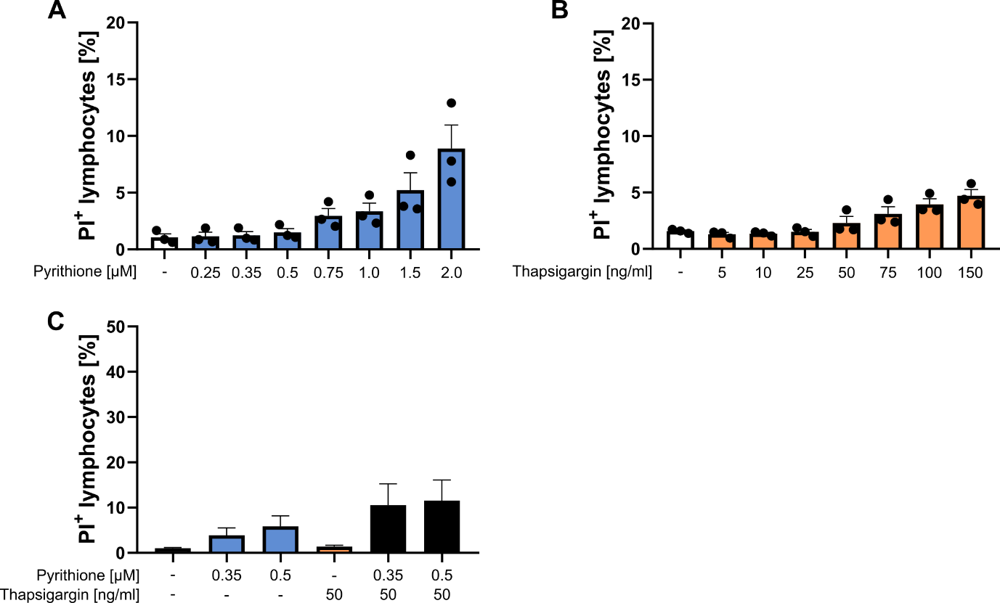 A
PI+ lymphocytes [%]
20
15
10
5
0
Pyrithione [µM] - 0.25 0.35 0.5 0.75 1.0 1.5 2.0
B
PI+ lymphocytes [%]
20
15
10
5
0
Thapsigargin [ng/ml] - 5 10 25 50 75 100 150
C
PI+ lymphocytes [%]
50
40
30
20
10
0
Pyrithione [µM] - 0.35 0.5 - 0.35 0.5
Thapsigargin [ng/ml] - - - 50 50 50